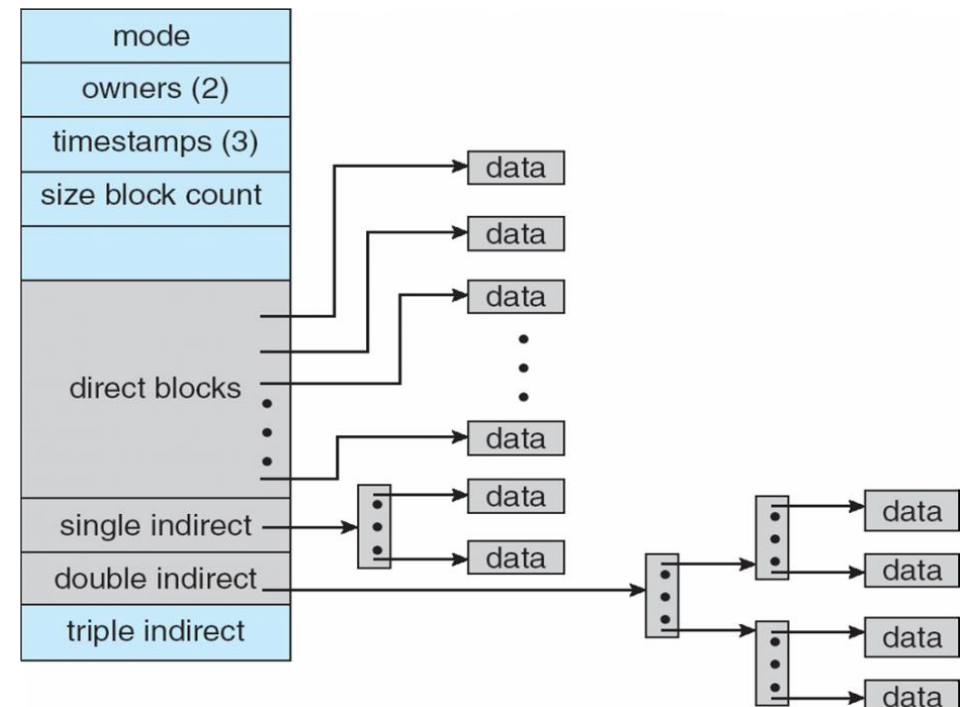 mode
owners (2)
timestamps (3)
size block count
direct blocks
single indirect
double indirect
triple indirect
data
data
data
data
data
data
data
data
data
data